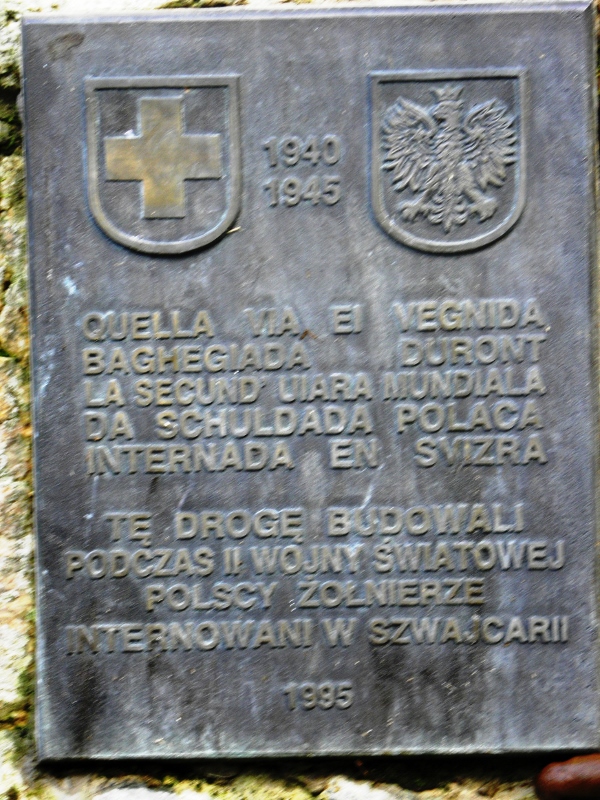 1940
1945
QUELLA VIA EI VEGNIDA
BAGHEGIADA DURONT
LA SECUND' UIARA MUNDIALA
DA SCHULDADA POLACA
INTERNADA EN SVIZRA
TĘ DROGĘ BUDOWALI
PODCZAS II WOJNY ŚWIATOWEJ
POLSCY ŻOŁNIERZE
INTERNOWANI W SZWAJCARII
1995